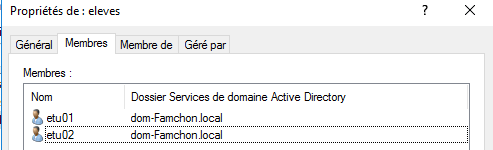 Propriétés de : eleves
Général Membres Membre de Géré par
Membres :
Nom Dossier Services de domaine Active Directory
etu01 dom-Famchon.local
etu02 dom-Famchon.local